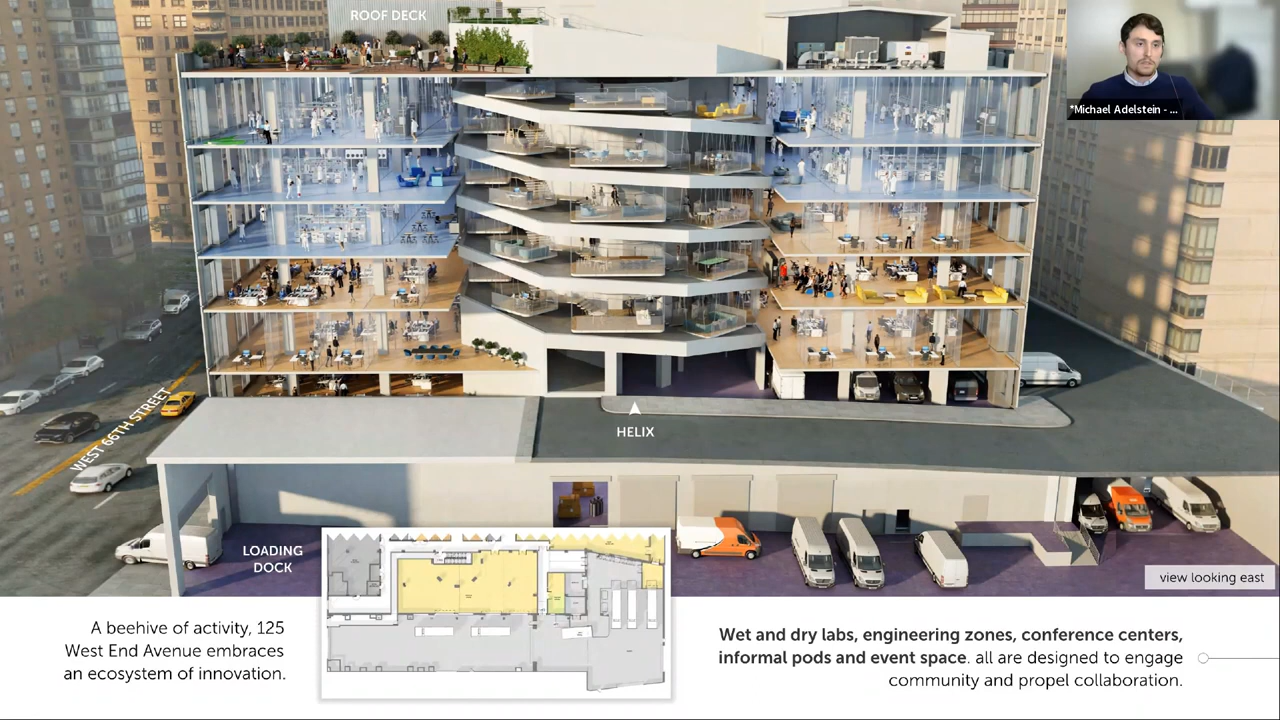 ROOF DECK
*Michael Adelstein - ...
WEST 66TH STREET
HELIX
LOADING
DOCK
view looking east
A beehive of activity, 125
West End Avenue embraces
an ecosystem of innovation.
Wet and dry labs, engineering zones, conference centers,
informal pods and event space. all are designed to engage
community and propel collaboration.